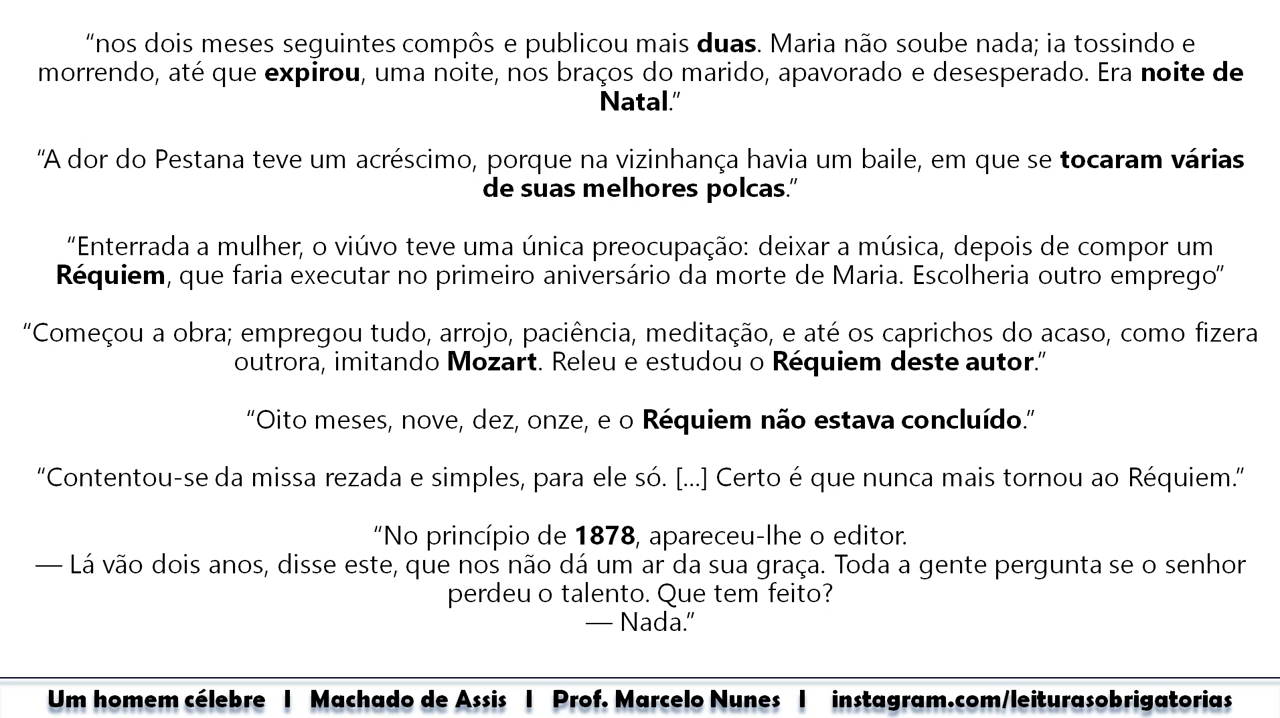 “nos dois meses seguintes compôs e publicou mais duas. Maria não soube nada; ia tossindo e
morrendo, até que expirou, uma noite, nos braços do marido, apavorado e desesperado. Era noite de
Natal.”
“A dor do Pestana teve um acréscimo, porque na vizinhança havia um baile, em que se tocaram várias
de suas melhores polcas.”
“Enterrada a mulher, o viúvo teve uma única preocupação: deixar a música, depois de compor um
Réquiem, que faria executar no primeiro aniversário da morte de Maria. Escolheria outro emprego”
“Começou a obra; empregou tudo, arrojo, paciência, meditação, e até os caprichos do acaso, como fizera
outrora, imitando Mozart. Releu e estudou o Réquiem deste autor.”
“Oito meses, nove, dez, onze, e o Réquiem não estava concluído.”
“Contentou-se da missa rezada e simples, para ele só. [...] Certo é que nunca mais tornou ao Réquiem.”
“No princípio de 1878, apareceu-lhe o editor.
— Lá vão dois anos, disse este, que nos não dá um ar da sua graça. Toda a gente pergunta se o senhor
perdeu o talento. Que tem feito?
— Nada.”
Um homem célebre I Machado de Assis I Prof. Marcelo Nunes I instagram.com/leiturasobrigatorias